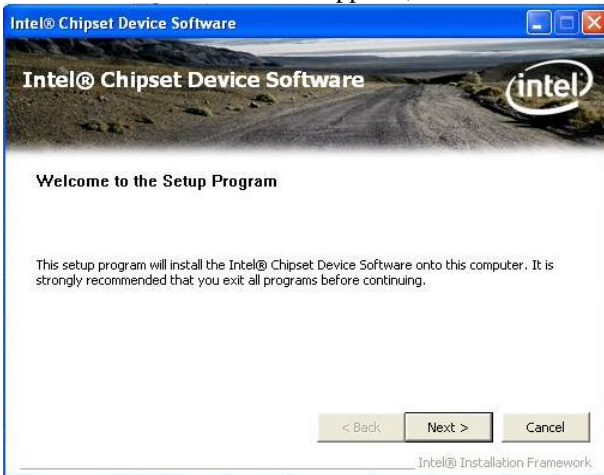 Intel® Chipset Device Software
Intel® Chipset Device Software
intel
Welcome to the Setup Program
This setup program will install the Intel® Chipset Device Software onto this computer. It is
strongly recommended that you exit all programs before continuing.
< Back Next > Cancel
Intel® Installation Framework